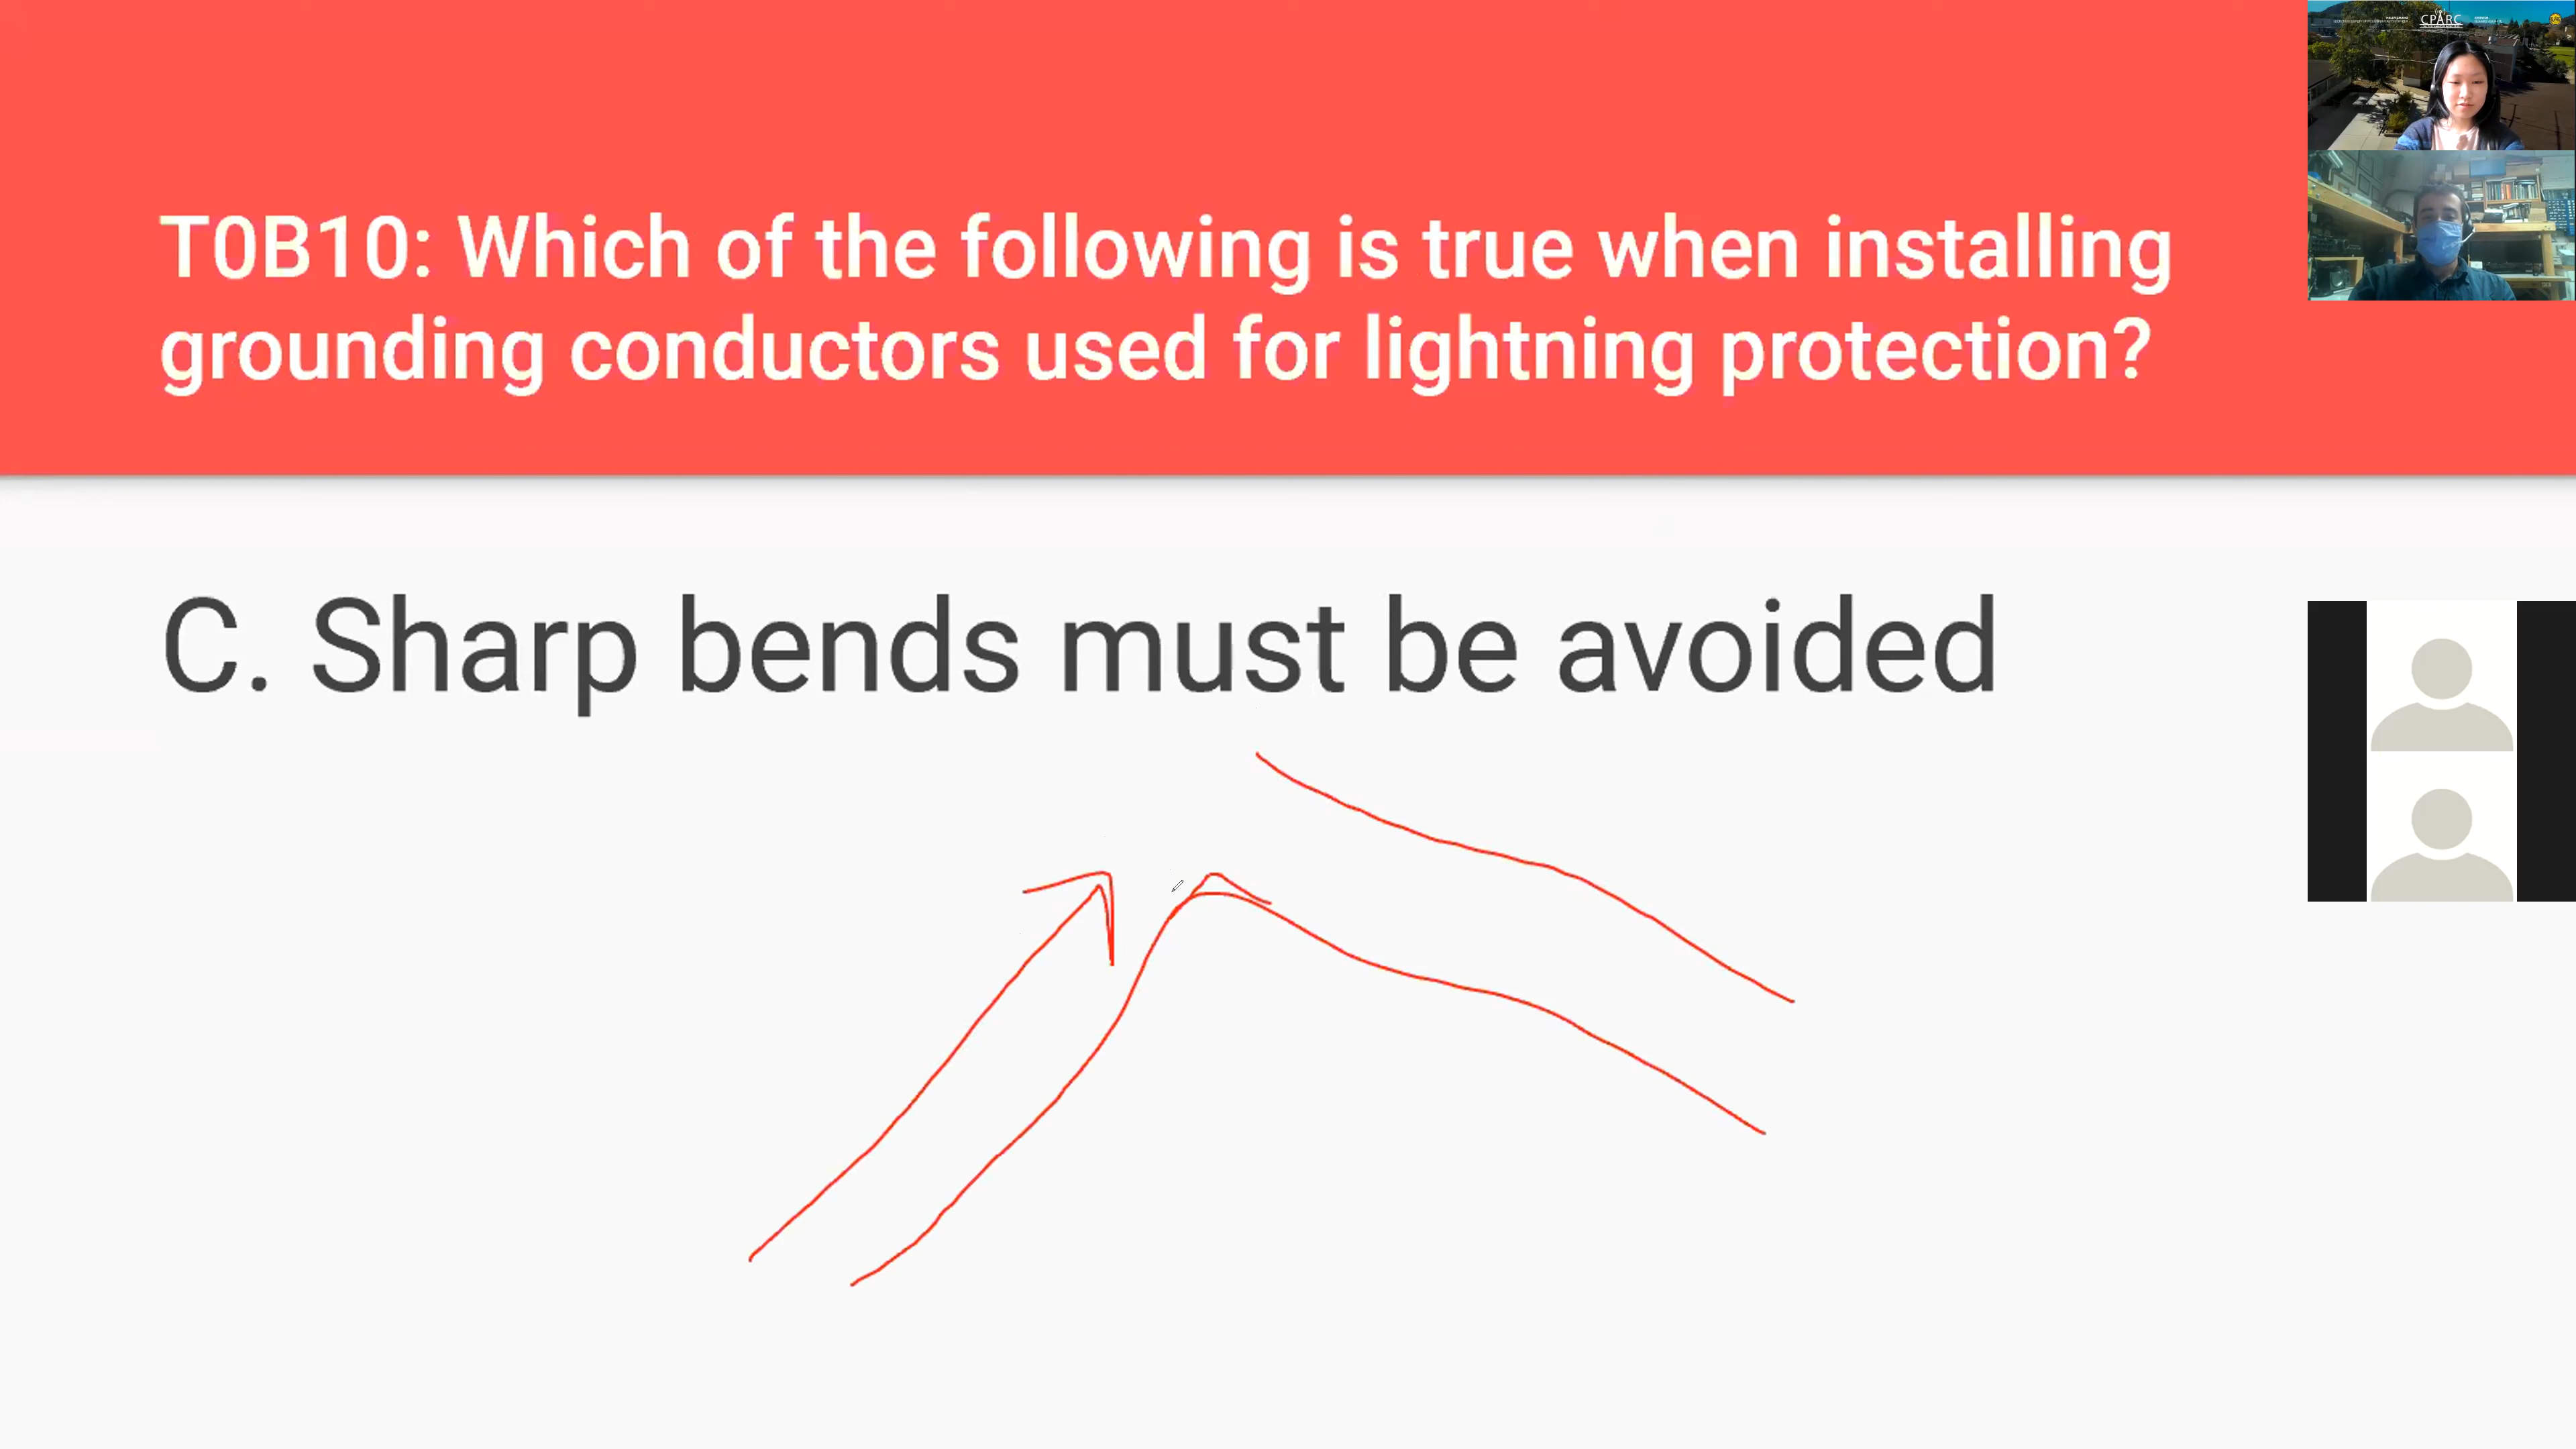 T0B10: Which of the following is true when installing
grounding conductors used for lightning protection?
C. Sharp bends must be avoided
CPARC